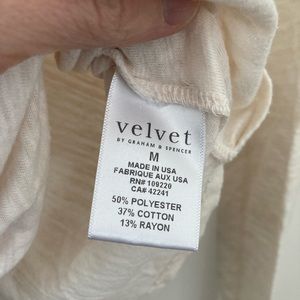 velvet
BY GRAHAM & SPENCER
M
MADE IN USA
FABRIQUE AUX USA
RN# 109220
CA# 42241
50% POLYESTER
37% COTTON
13% RAYON